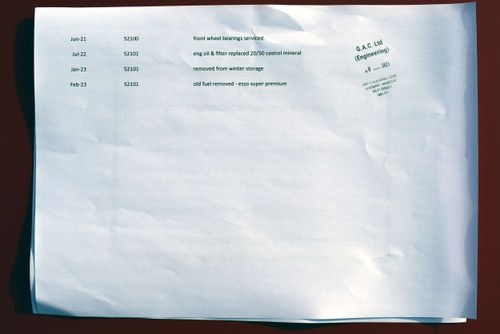 Jun-21 52100 front wheel bearings serviced
Jul-22 52101 eng oil & filter replaced 20/50 castrol mineral
Jan-23 52101 removed from winter storage
Feb-23 52101 old fuel removed - esso super premium
G.A.C. Ltd
(Engineering)